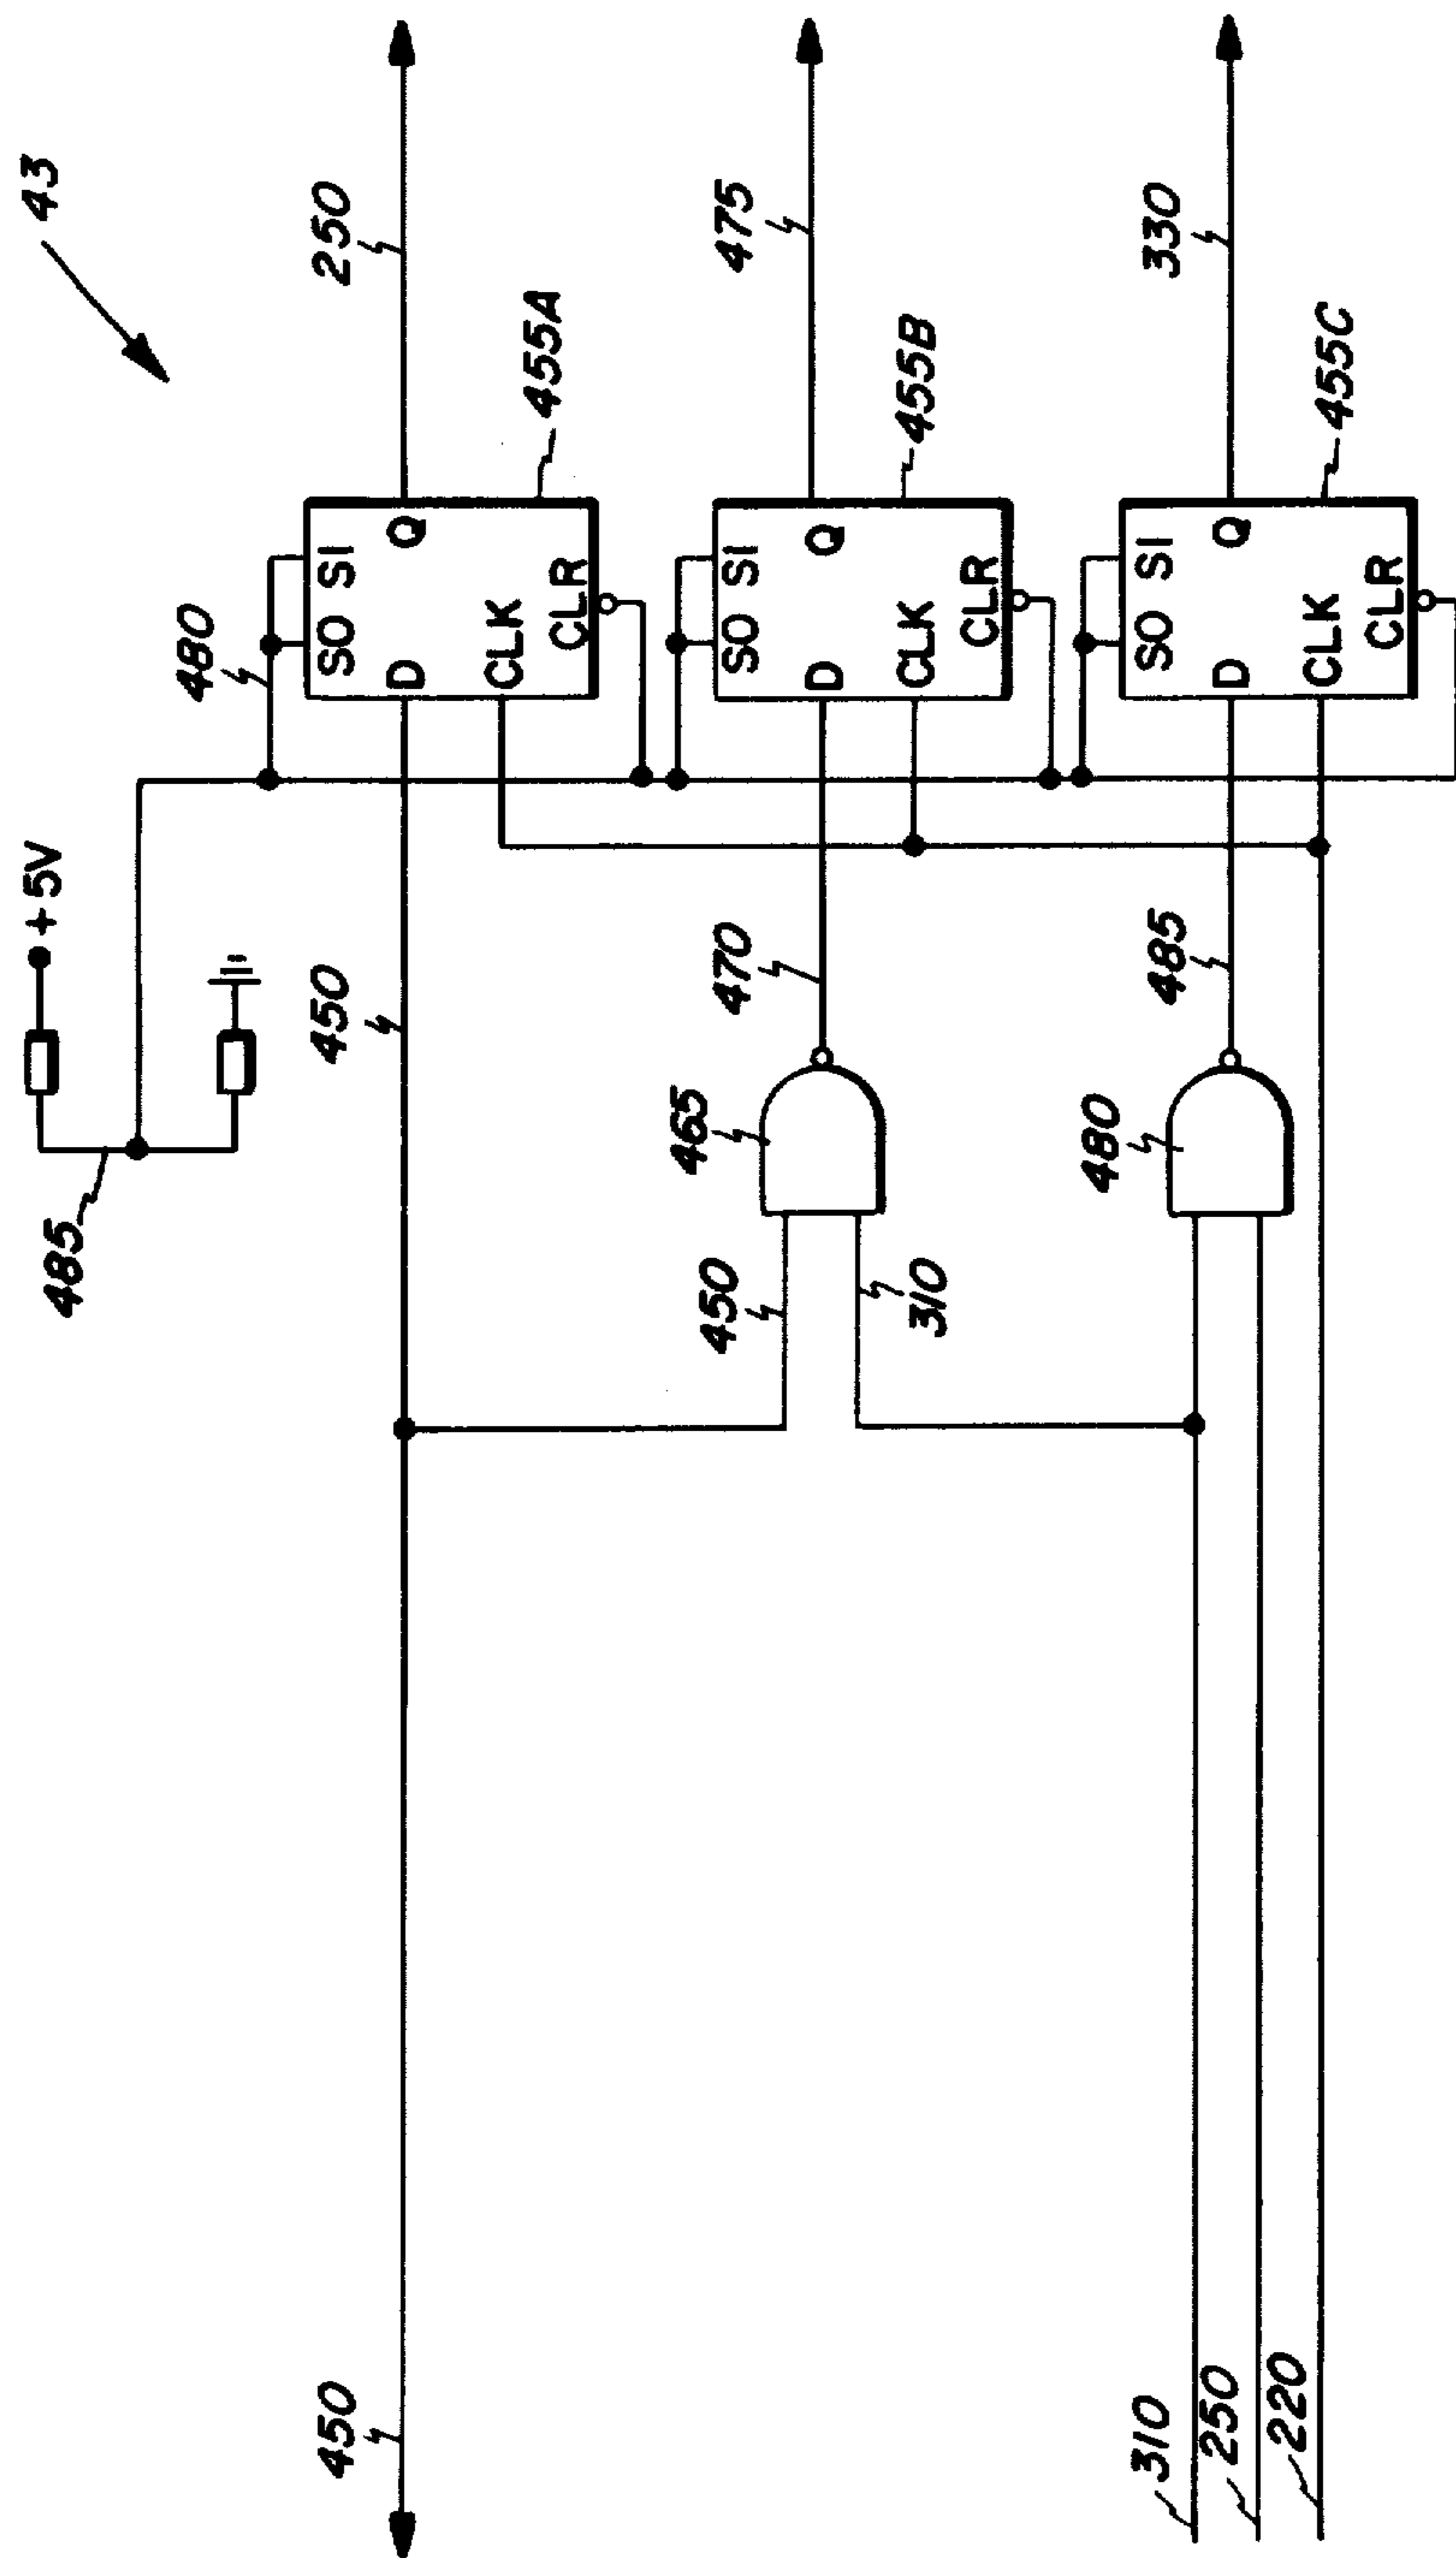 43
+5V
485
480
450
450
250
SO SI
D Q
CLK
CLR
455A
450
465
470
475
SO SI
D Q
CLK
CLR
455B
310
480
485
330
SO SI
D Q
CLK
CLR
455C
310
250
220